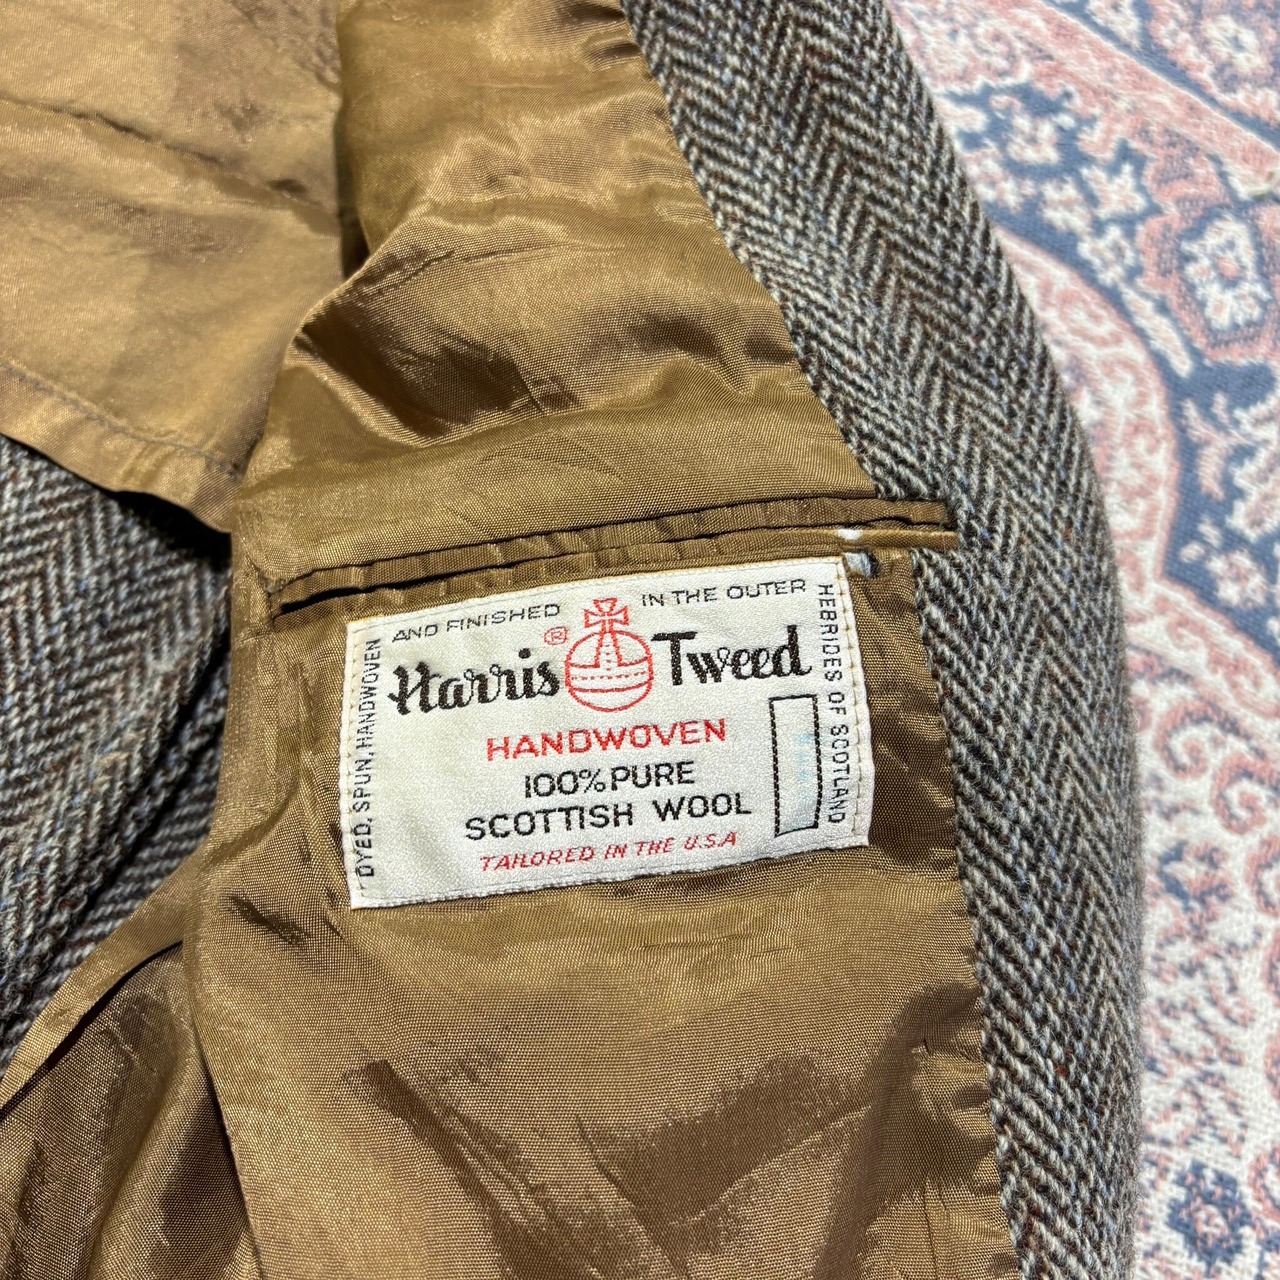 DYED, SPUN, HANDWOVEN
AND FINISHED
IN THE OUTER
HEBRIDES OF SCOTLAND
Harris ® Tweed
HANDWOVEN
100% PURE
SCOTTISH WOOL
TAILORED IN THE U.S.A